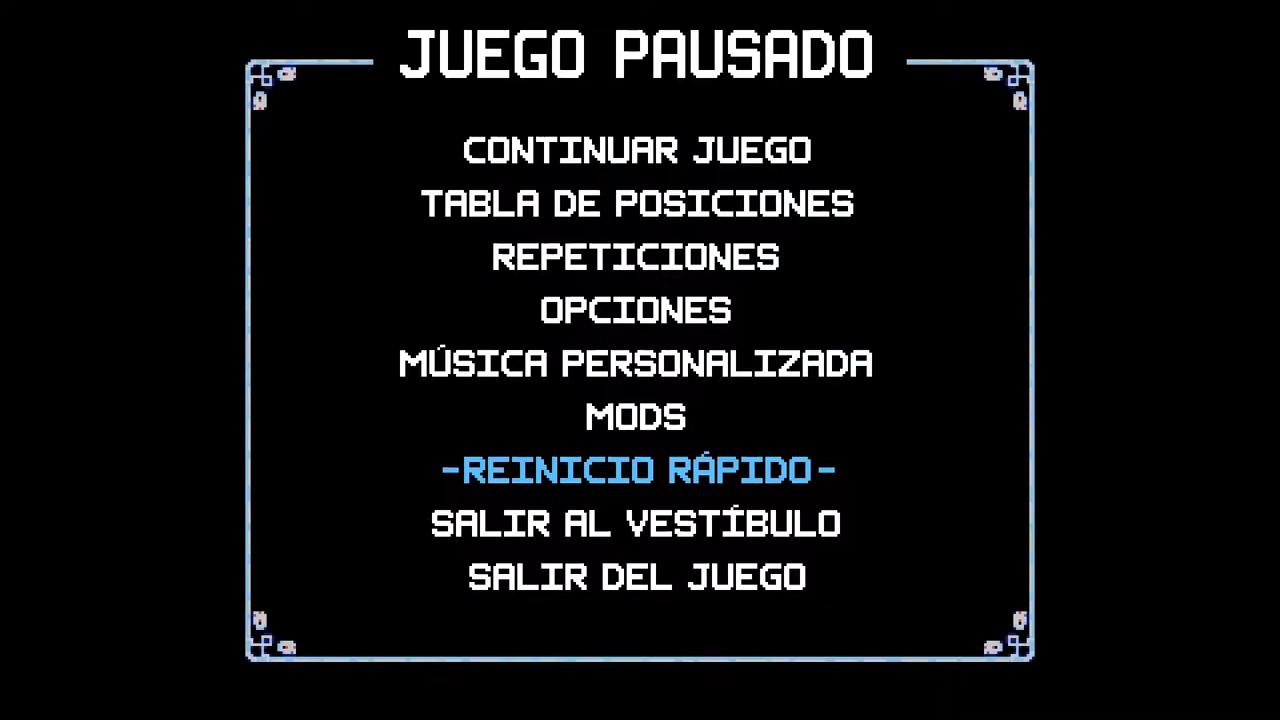 JUEGO PAUSADO
CONTINUAR JUEGO
TABLA DE POSICIONES
REPETICIONES
OPCIONES
MÚSICA PERSONALIZADA
MODS
-REINICIO RÁPIDO-
SALIR AL VESTÍBULO
SALIR DEL JUEGO